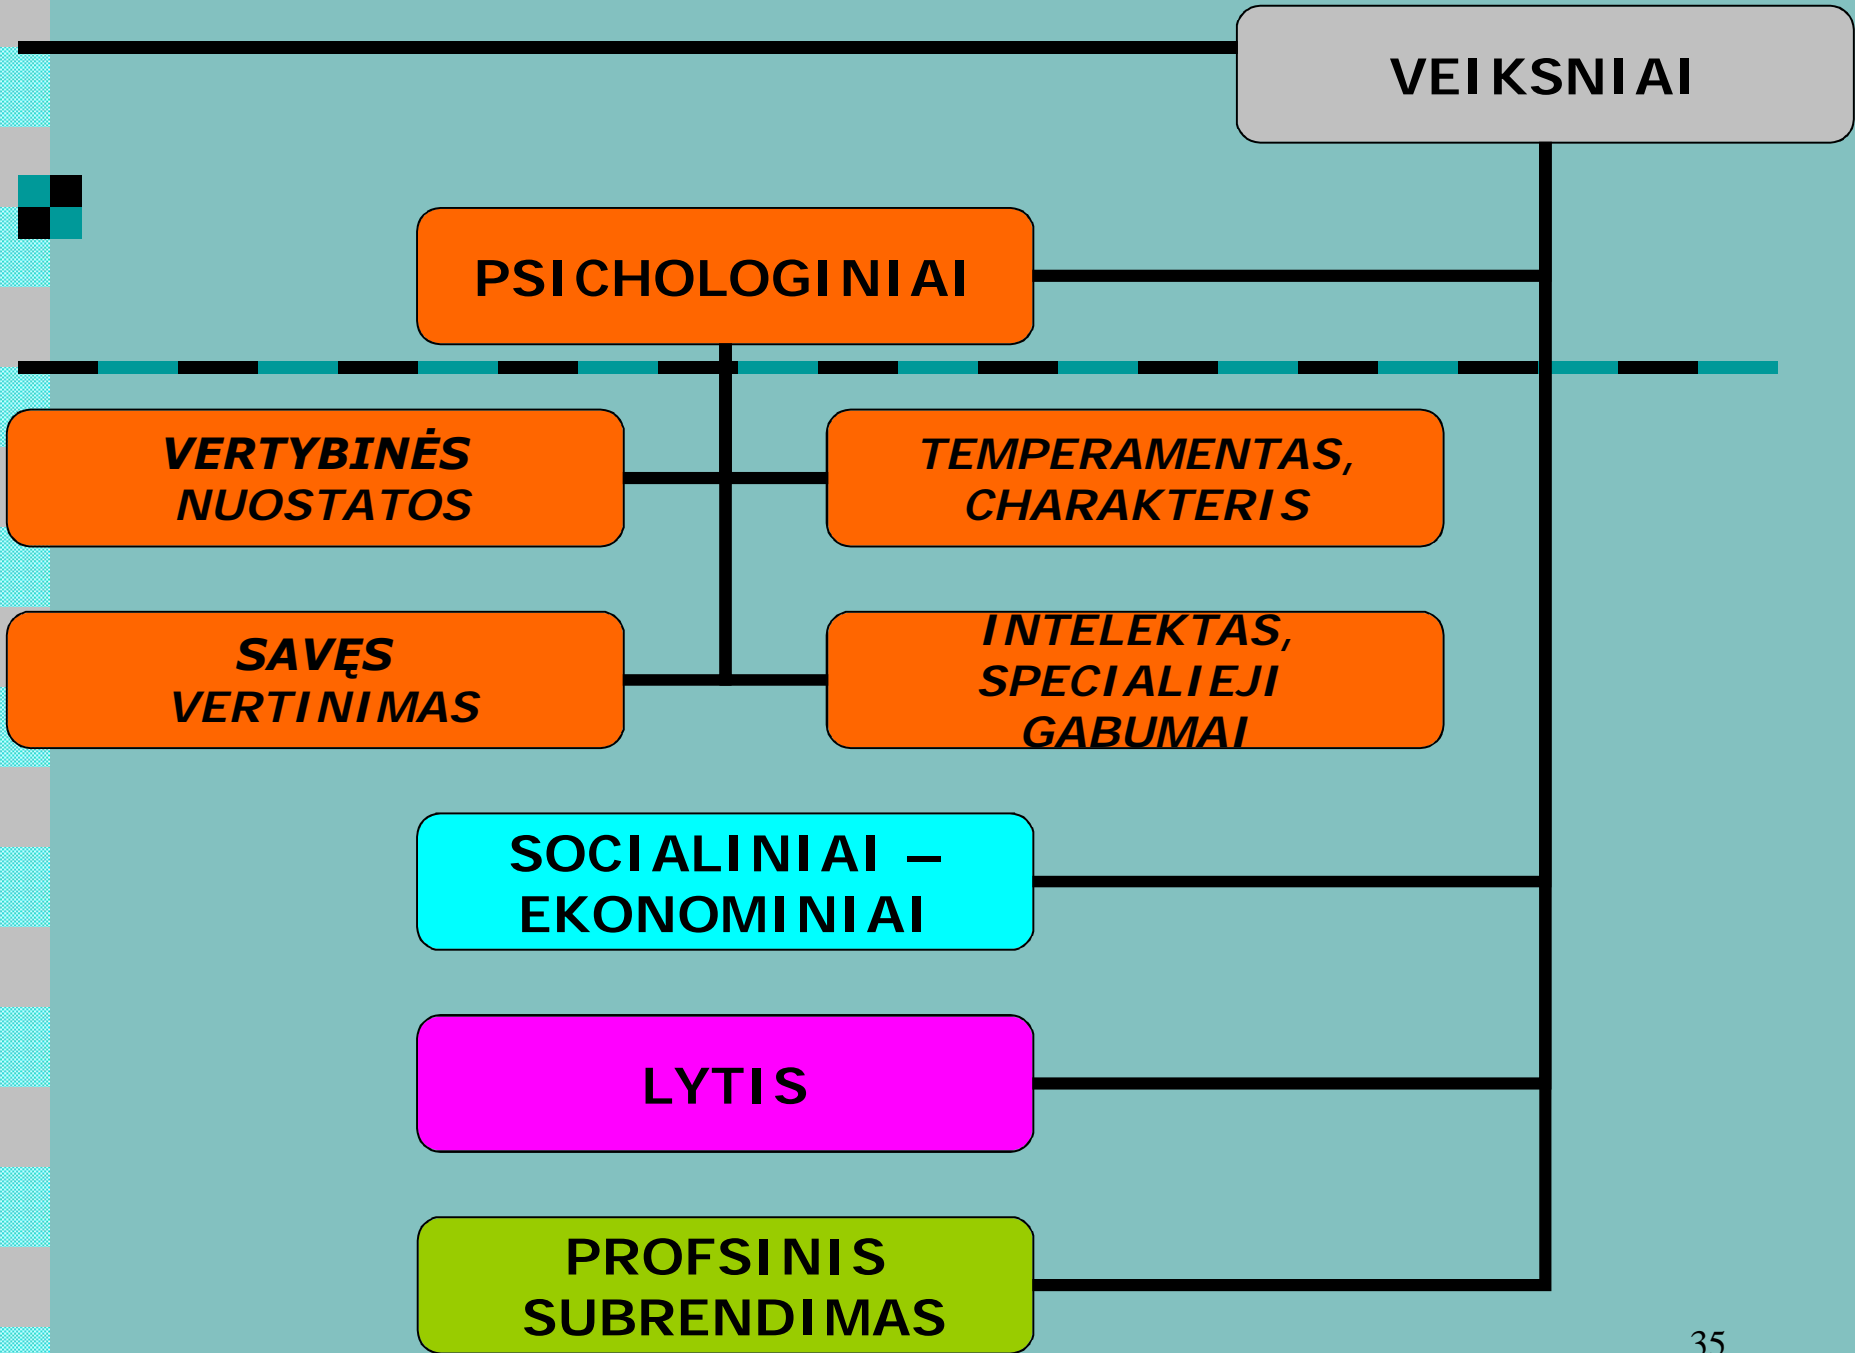 VEIKSNIAI
PSICHOLOGINIAI
VERTYBINĖS
NUOSTATOS
TEMPERAMENTAS,
CHARAKTERIS
SAVĘS
VERTINIMAS
INTELEKTAS,
SPECIALIEJI
GABUMAI
SOCIALINIAI –
EKONOMINIAI
LYTIS
PROFSINIS
SUBRENDIMAS
35